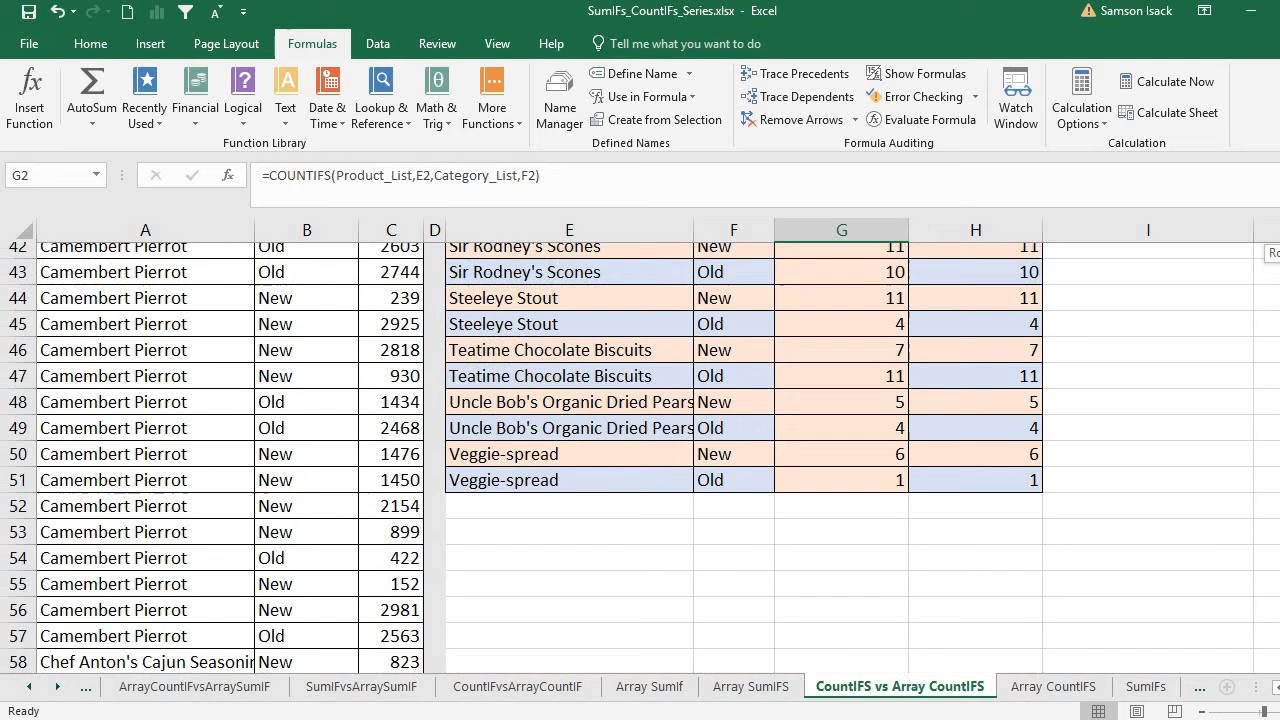 SumIFs_CountIFs_Series.xlsx - Excel
Samson Isack
File Home Insert Page Layout Formulas Data Review View Help Tell me what you want to do
Insert Function
AutoSum
Recently Used
Financial
Logical
Text
Date & Time
Lookup & Reference
Math & Trig
More Functions
Function Library
Name Manager
Define Name
Use in Formula
Create from Selection
Defined Names
Trace Precedents
Trace Dependents
Remove Arrows
Show Formulas
Error Checking
Evaluate Formula
Formula Auditing
Watch Window
Calculation Options
Calculate Now
Calculate Sheet
Calculation
G2 fx =COUNTIFS(Product_List,E2,Category_List,F2)
A B C D E F G H I
42 Camembert Pierrot Old 2603 Sir Rodney's Scones New 11 11
43 Camembert Pierrot Old 2744 Sir Rodney's Scones Old 10 10
44 Camembert Pierrot New 239 Steeleye Stout New 11 11
45 Camembert Pierrot New 2925 Steeleye Stout Old 4 4
46 Camembert Pierrot New 2818 Teatime Chocolate Biscuits New 7 7
47 Camembert Pierrot New 930 Teatime Chocolate Biscuits Old 11 11
48 Camembert Pierrot Old 1434 Uncle Bob's Organic Dried Pears New 5 5
49 Camembert Pierrot Old 2468 Uncle Bob's Organic Dried Pears Old 4 4
50 Camembert Pierrot New 1476 Veggie-spread New 6 6
51 Camembert Pierrot New 1450 Veggie-spread Old 1 1
52 Camembert Pierrot New 2154
53 Camembert Pierrot New 899
54 Camembert Pierrot Old 422
55 Camembert Pierrot New 152
56 Camembert Pierrot New 2981
57 Camembert Pierrot Old 2563
58 Chef Anton's Cajun Seasonin New 823
Ro
... ArrayCountIFvsArraySumIF SumIFvsArraySumIF CountIFvsArrayCountIF Array SumIf Array SumIFS CountIFS vs Array CountIFS Array CountIFS SumIFs ...
Ready